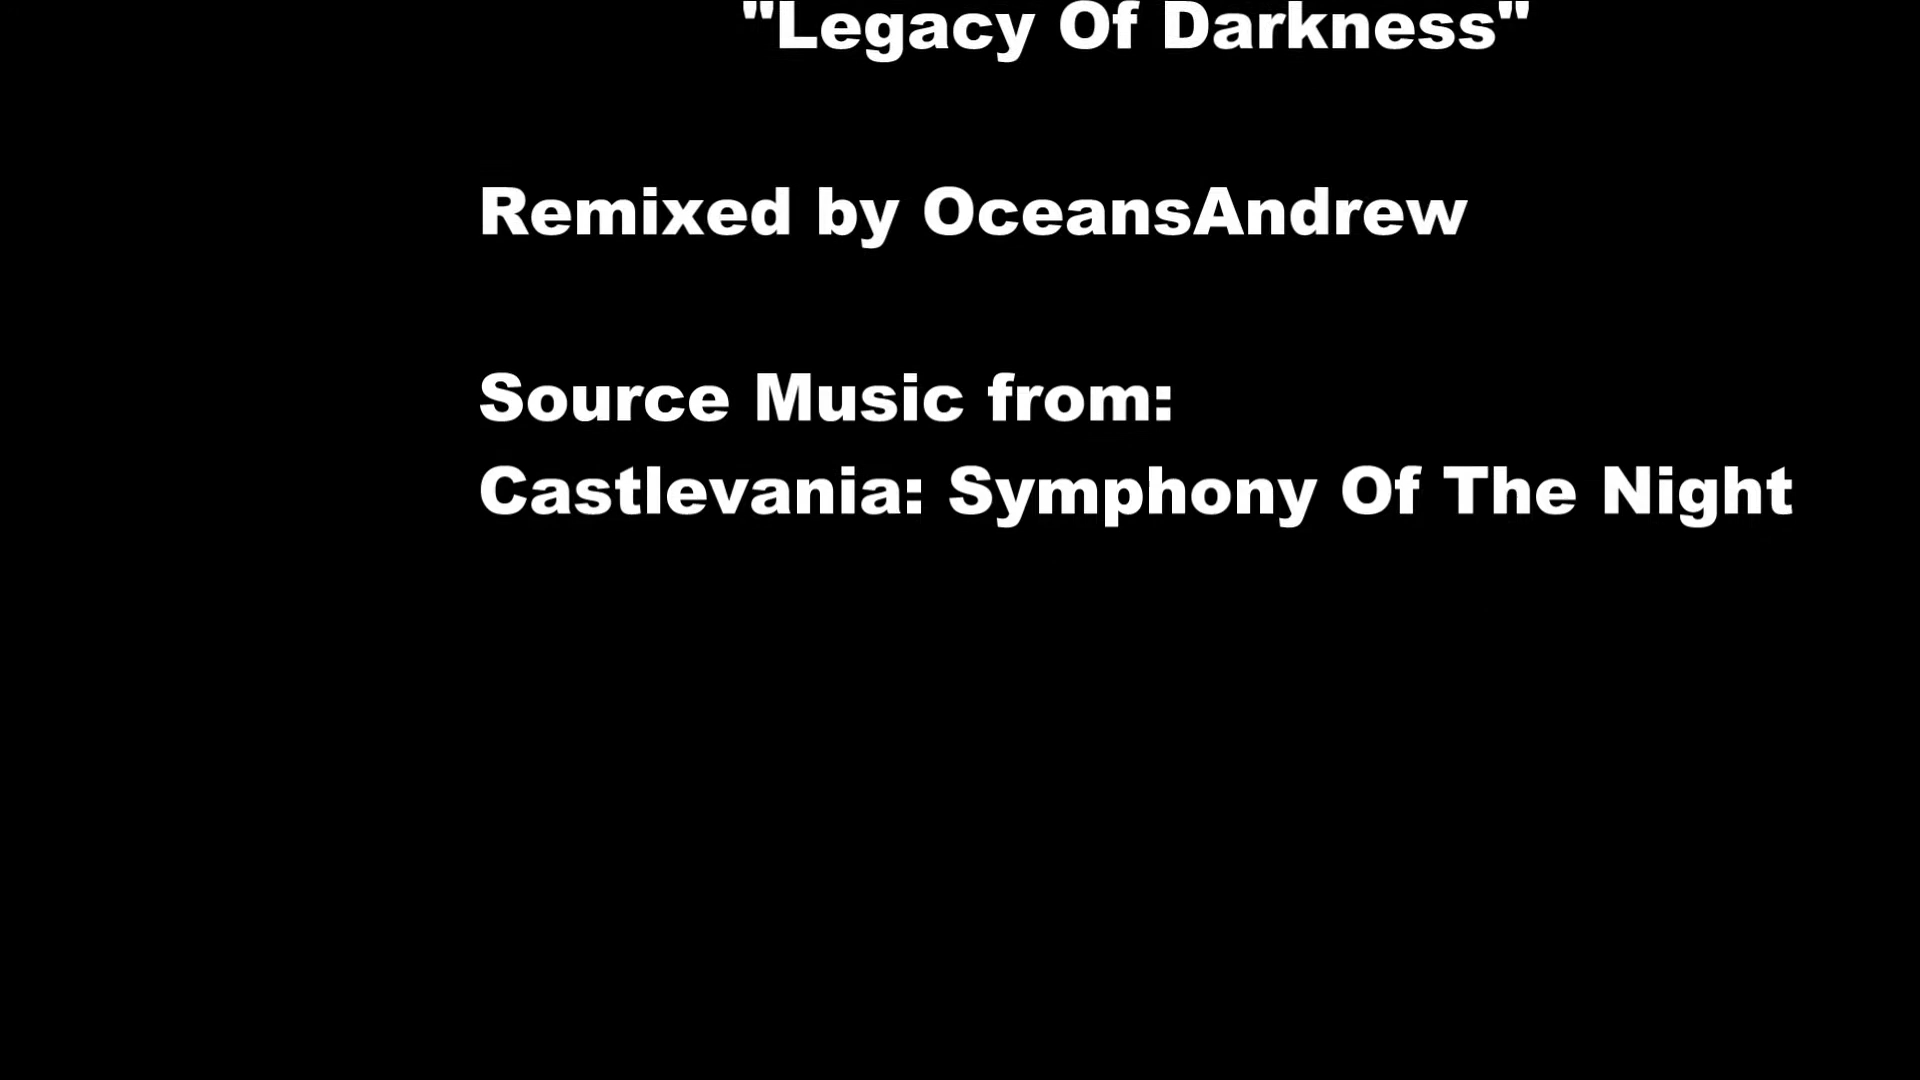 "Legacy Of Darkness"
Remixed by OceansAndrew
Source Music from:
Castlevania: Symphony Of The Night